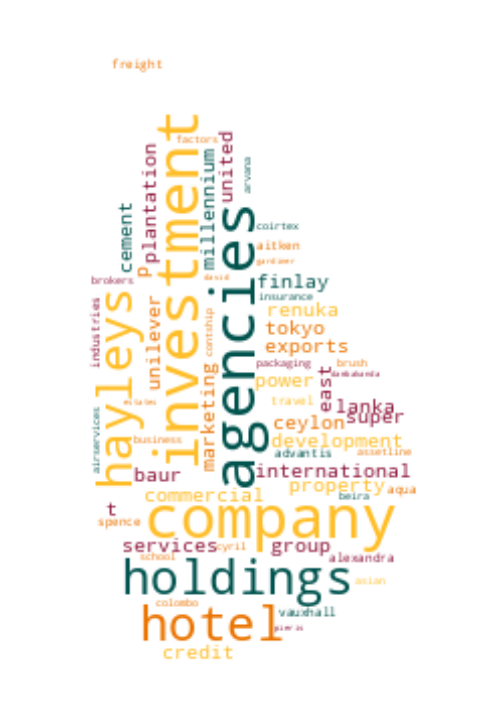 freight
factors
investment
united
plantation
millennium
arvana
cement
agencies
coirtex
aitken
gardiner
p
brokers
david
finlay
insurance
hayleys
industries
unilever
renuka
contship
tokyo
exports
packaging
brush
dambakanda
marketing
power
east
estates
travel
lanka
super
airservices
ceylon
business
development
advantis
assetline
baur
international
property
aqua
commercial
beira
t
company
spence
services
cyril
group
school
alexandra
holdings
asian
colombo
hotel
vauxhall
pieris
credit